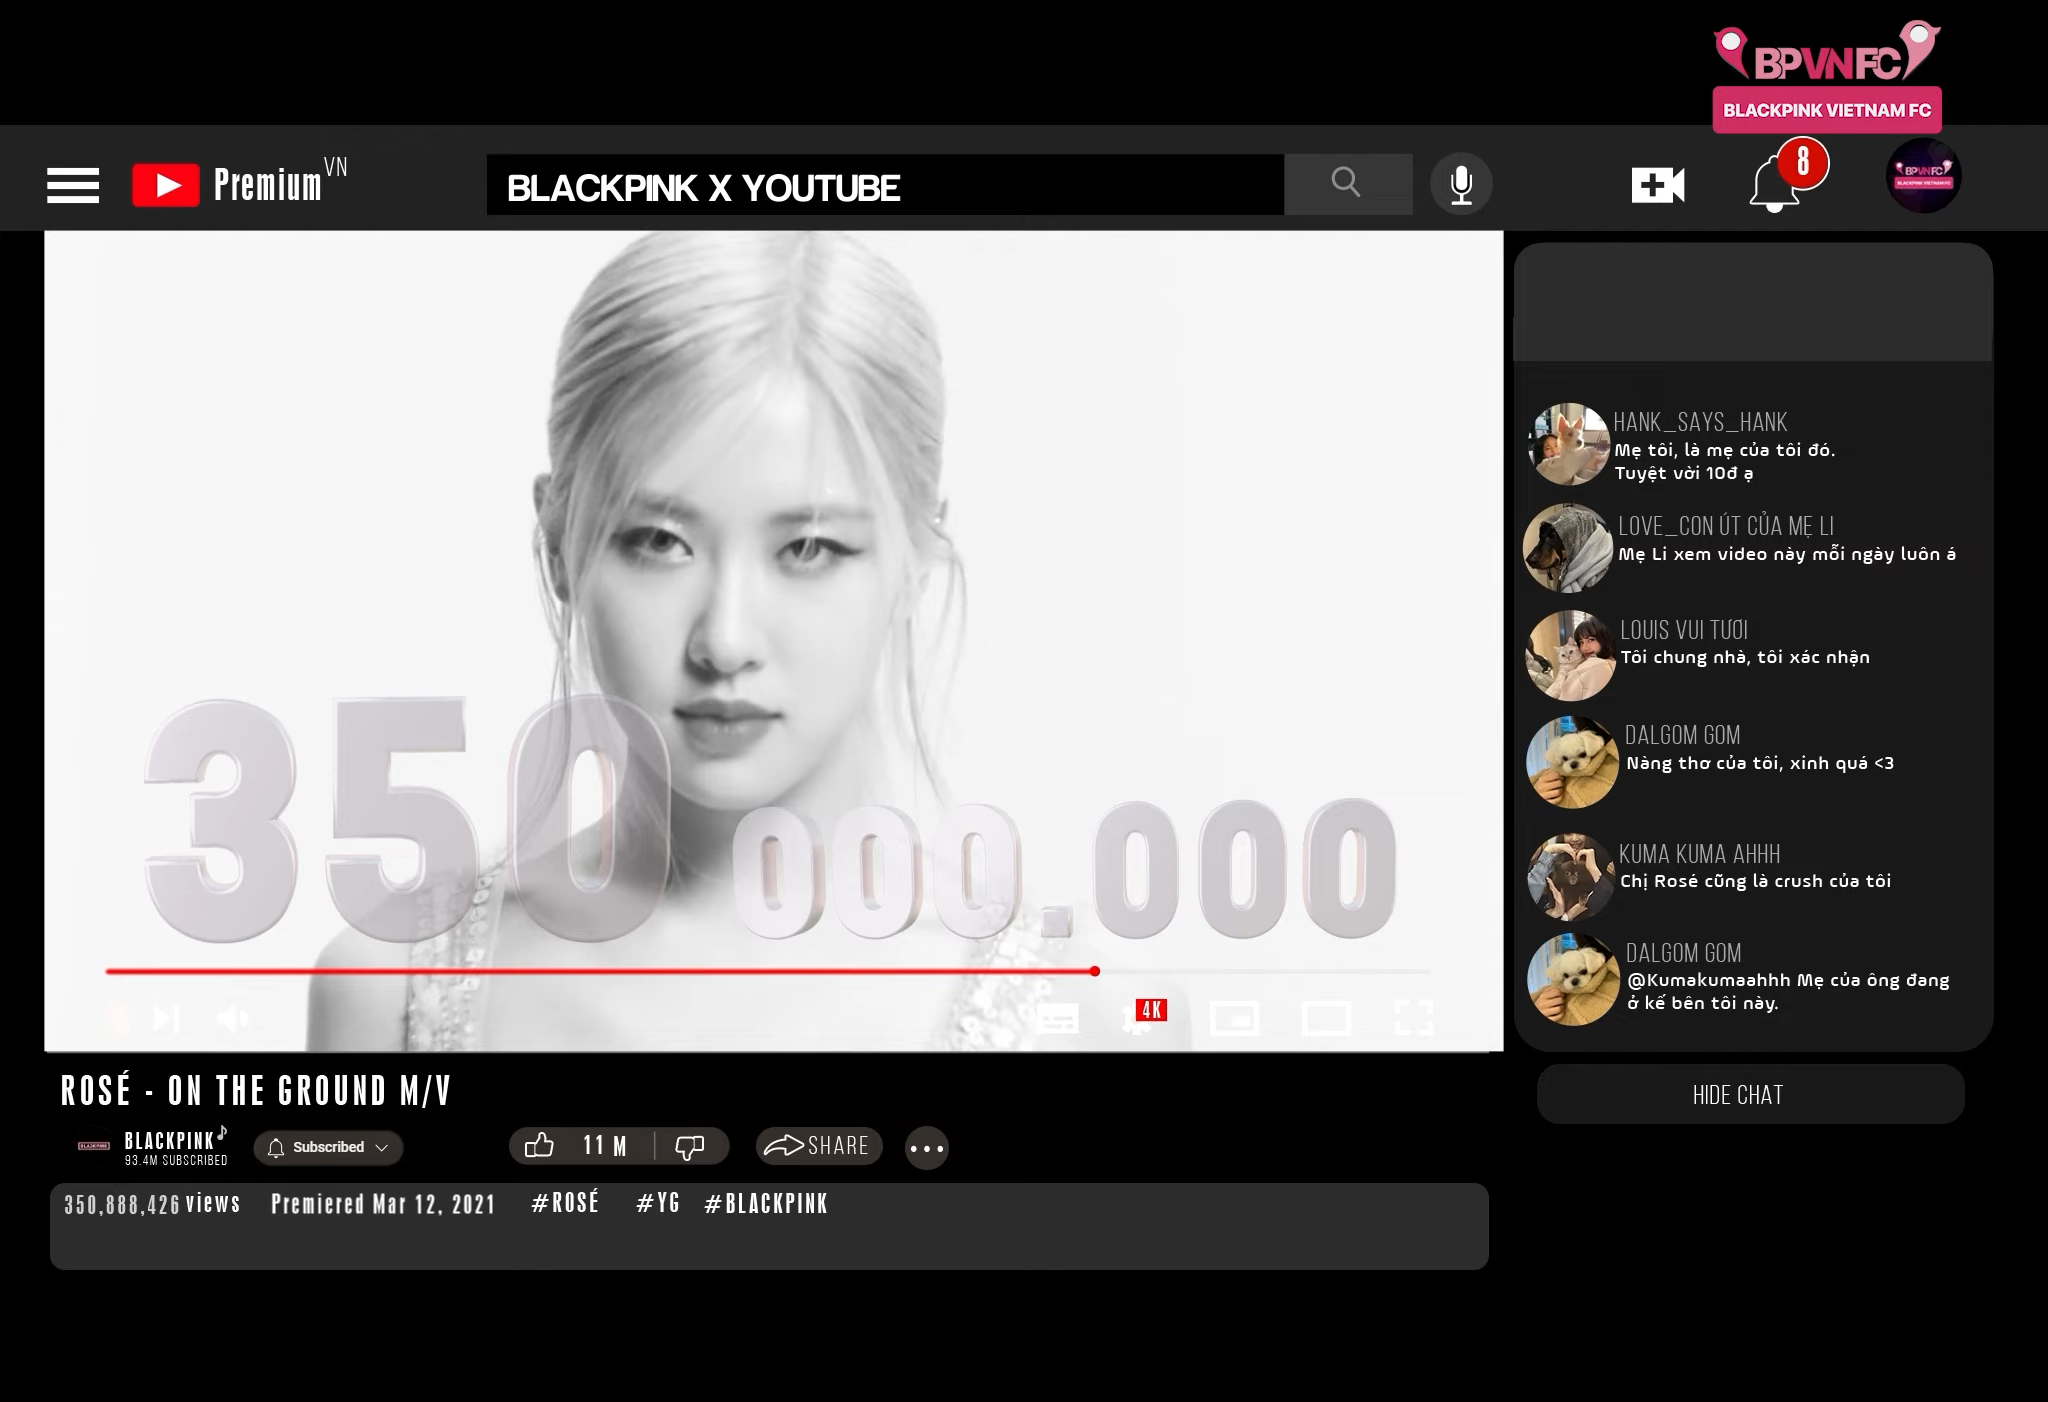 BPVNFC
BLACKPINK VIETNAM FC
Premium VN
BLACKPINK X YOUTUBE
8
BPVNFC
BLACKPINK VIETNAM FC
350 000.000
4K
HANK_SAYS_HANK
Mẹ tôi, là mẹ của tôi đó.
Tuyệt vời 10đ ạ
LOVE_CON ÚT CỦA MẸ LI
Mẹ Li xem video này mỗi ngày luôn á
LOUIS VUI TƯƠI
Tôi chung nhà, tôi xác nhận
DALGOM GOM
Nàng thơ của tôi, xinh quá <3
KUMA KUMA AHHH
Chị Rosé cũng là crush của tôi
DALGOM GOM
@Kumakumaahhh Mẹ của ông đang
ở kế bên tôi này.
HIDE CHAT
ROSÉ - ON THE GROUND M/V
BLACKPINK
BLACKPINK
93.4M SUBSCRIBED
Subscribed
11 M
SHARE
350,888,426 views Premiered Mar 12, 2021 #ROSÉ #YG #BLACKPINK